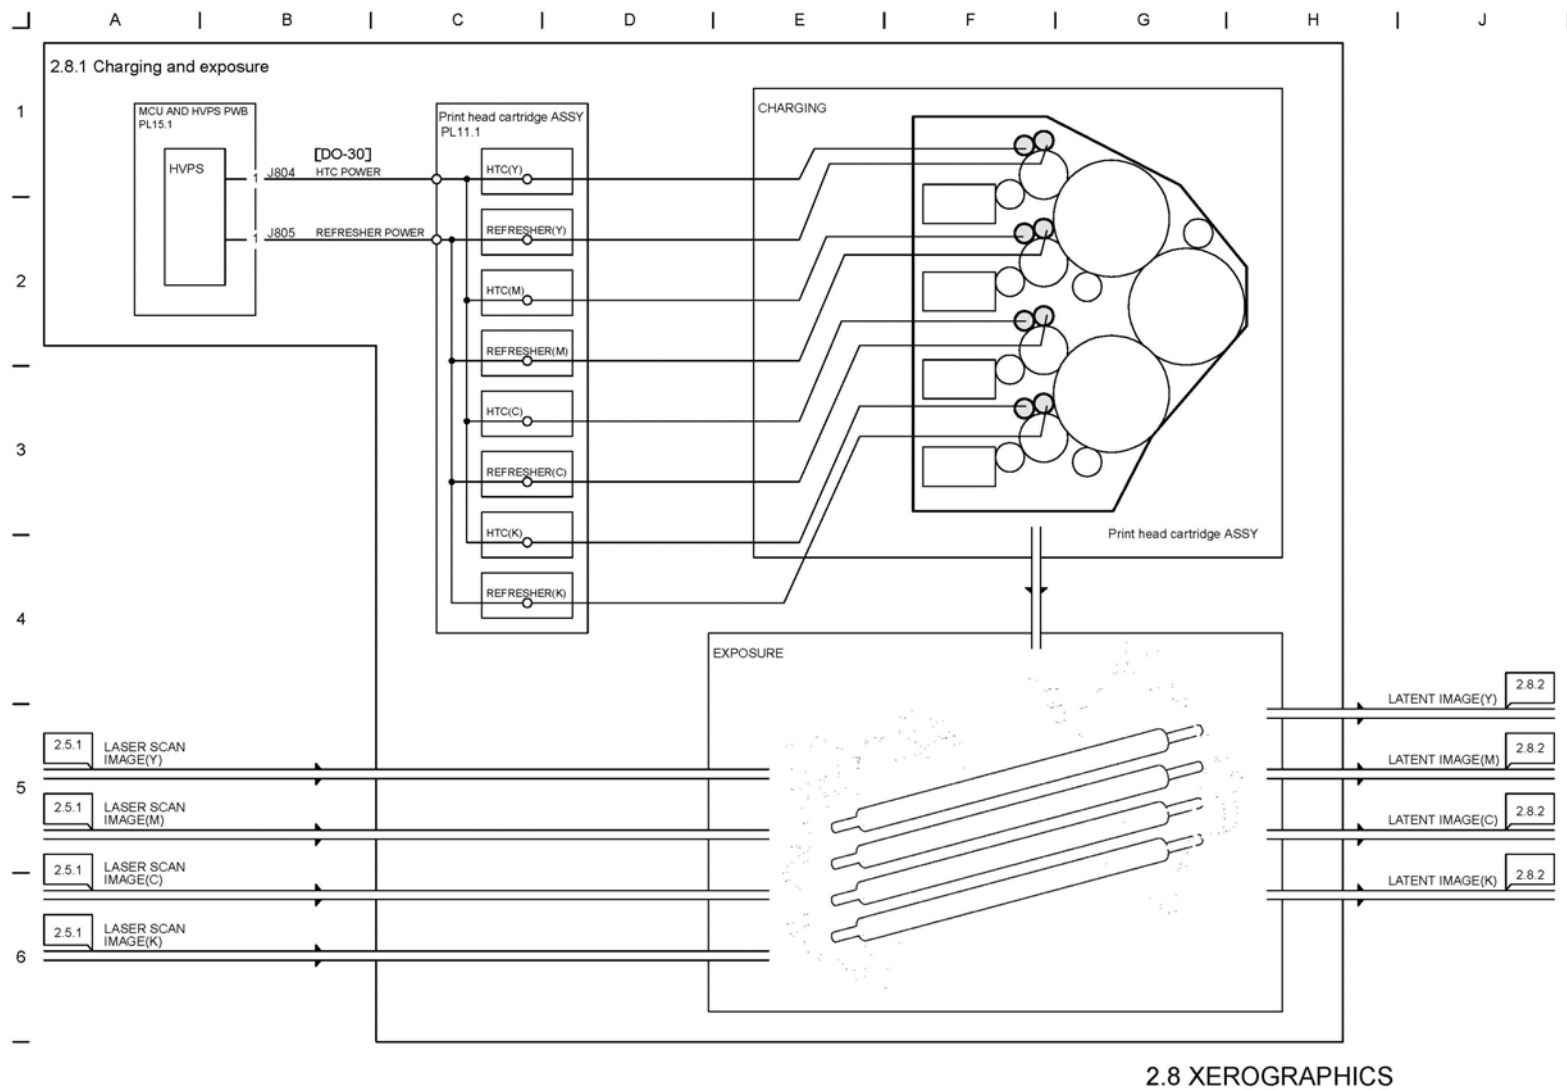 A B C D E F G H J
2.8.1 Charging and exposure
1
MCU AND HVPS PWB
PL15.1
HVPS
1 J804
[DO-30]
HTC POWER
1 J805
REFRESHER POWER
Print head cartridge ASSY
PL11.1
HTC(Y)
REFRESHER(Y)
HTC(M)
REFRESHER(M)
HTC(C)
REFRESHER(C)
HTC(K)
REFRESHER(K)
CHARGING
Print head cartridge ASSY
2
3
4
EXPOSURE
5
2.5.1
LASER SCAN
IMAGE(Y)
2.5.1
LASER SCAN
IMAGE(M)
2.5.1
LASER SCAN
IMAGE(C)
6
2.5.1
LASER SCAN
IMAGE(K)
LATENT IMAGE(Y) 2.8.2
LATENT IMAGE(M) 2.8.2
LATENT IMAGE(C) 2.8.2
LATENT IMAGE(K) 2.8.2
2.8 XEROGRAPHICS